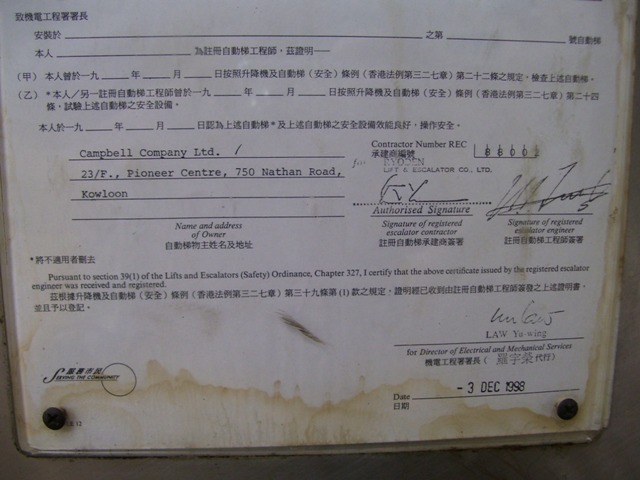 致機電工程署署長
安裝於 之第 號自動梯
本人 為註冊自動梯工程師，茲證明—
(甲) 本人曾於一九 年 月 日按照升降機及自動梯（安全）條例（香港法例第三二七章）第二十二條之規定，檢查上述自動梯。
(乙) *本人／另一註冊自動梯工程師曾於一九 年 月 日按照升降機及自動梯（安全）條例（香港法例第三二七章）第二十四
條，試驗上述自動梯之安全設備。
本人於一九 年 月 日認為上述自動梯*及上述自動梯之安全設備效能良好，操作安全。
Campbell Company Ltd.
23/F., Pioneer Centre, 750 Nathan Road,
Kowloon
Name and address
of Owner
自動梯物主姓名及地址
Contractor Number REC
承建商編號
for RYODEN
LIFT & ESCALATOR CO., LTD.
Authorised Signature
Signature of registered
escalator contractor
註冊自動梯承建商簽署
Signature of registered
escalator engineer
註冊自動梯工程師簽署
*將不適用者刪去
Pursuant to section 39(1) of the Lifts and Escalators (Safety) Ordinance, Chapter 327, I certify that the above certificate issued by the registered escalator
engineer was received and registered.
茲根據升降機及自動梯（安全）條例（香港法例第三二七章）第三十九條第(1)款之規定，證明經已收到由註冊自動梯工程師簽發之上述證明書，
並且予以登記。
LAW Yu-wing
for Director of Electrical and Mechanical Services
機電工程署署長（羅宇榮代行）
服務市民
SERVING THE COMMUNITY
Date - 3 DEC 1998
日期
E 12